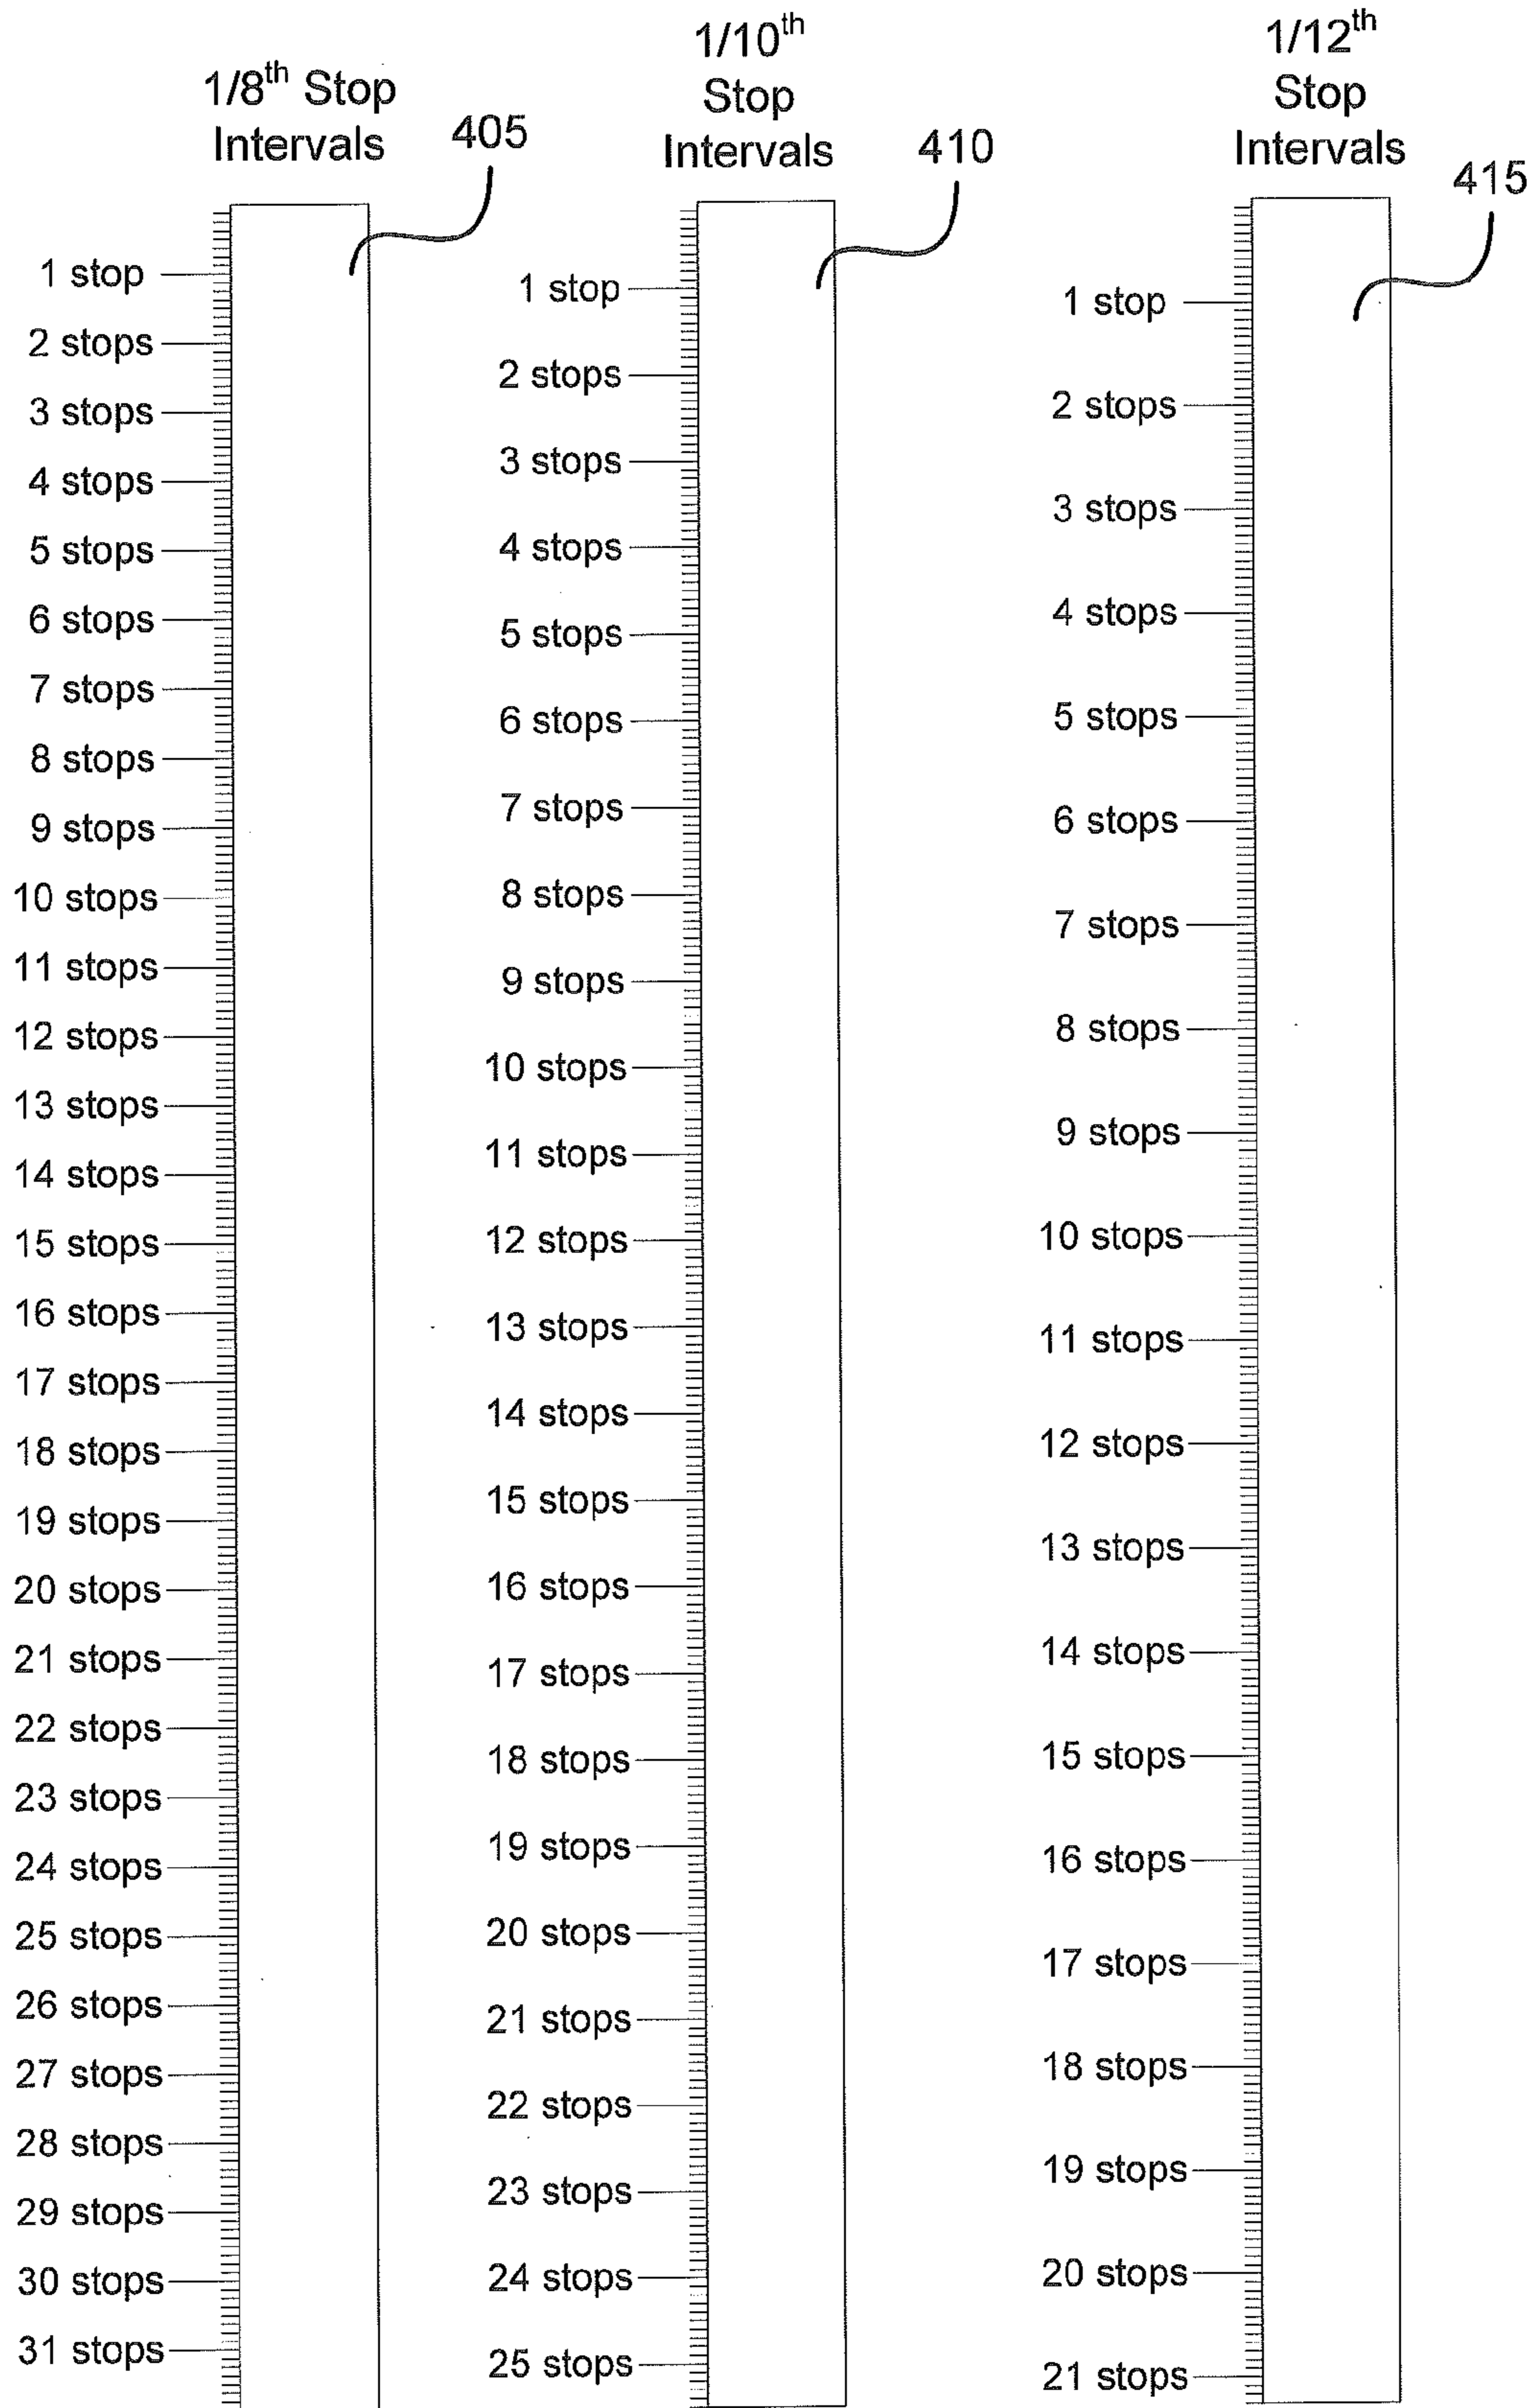 1/8th Stop
Intervals
405
1 stop
2 stops
3 stops
4 stops
5 stops
6 stops
7 stops
8 stops
9 stops
10 stops
11 stops
12 stops
13 stops
14 stops
15 stops
16 stops
17 stops
18 stops
19 stops
20 stops
21 stops
22 stops
23 stops
24 stops
25 stops
26 stops
27 stops
28 stops
29 stops
30 stops
31 stops
1/10th
Stop
Intervals
410
1 stop
2 stops
3 stops
4 stops
5 stops
6 stops
7 stops
8 stops
9 stops
10 stops
11 stops
12 stops
13 stops
14 stops
15 stops
16 stops
17 stops
18 stops
19 stops
20 stops
21 stops
22 stops
23 stops
24 stops
25 stops
1/12th
Stop
Intervals
415
1 stop
2 stops
3 stops
4 stops
5 stops
6 stops
7 stops
8 stops
9 stops
10 stops
11 stops
12 stops
13 stops
14 stops
15 stops
16 stops
17 stops
18 stops
19 stops
20 stops
21 stops